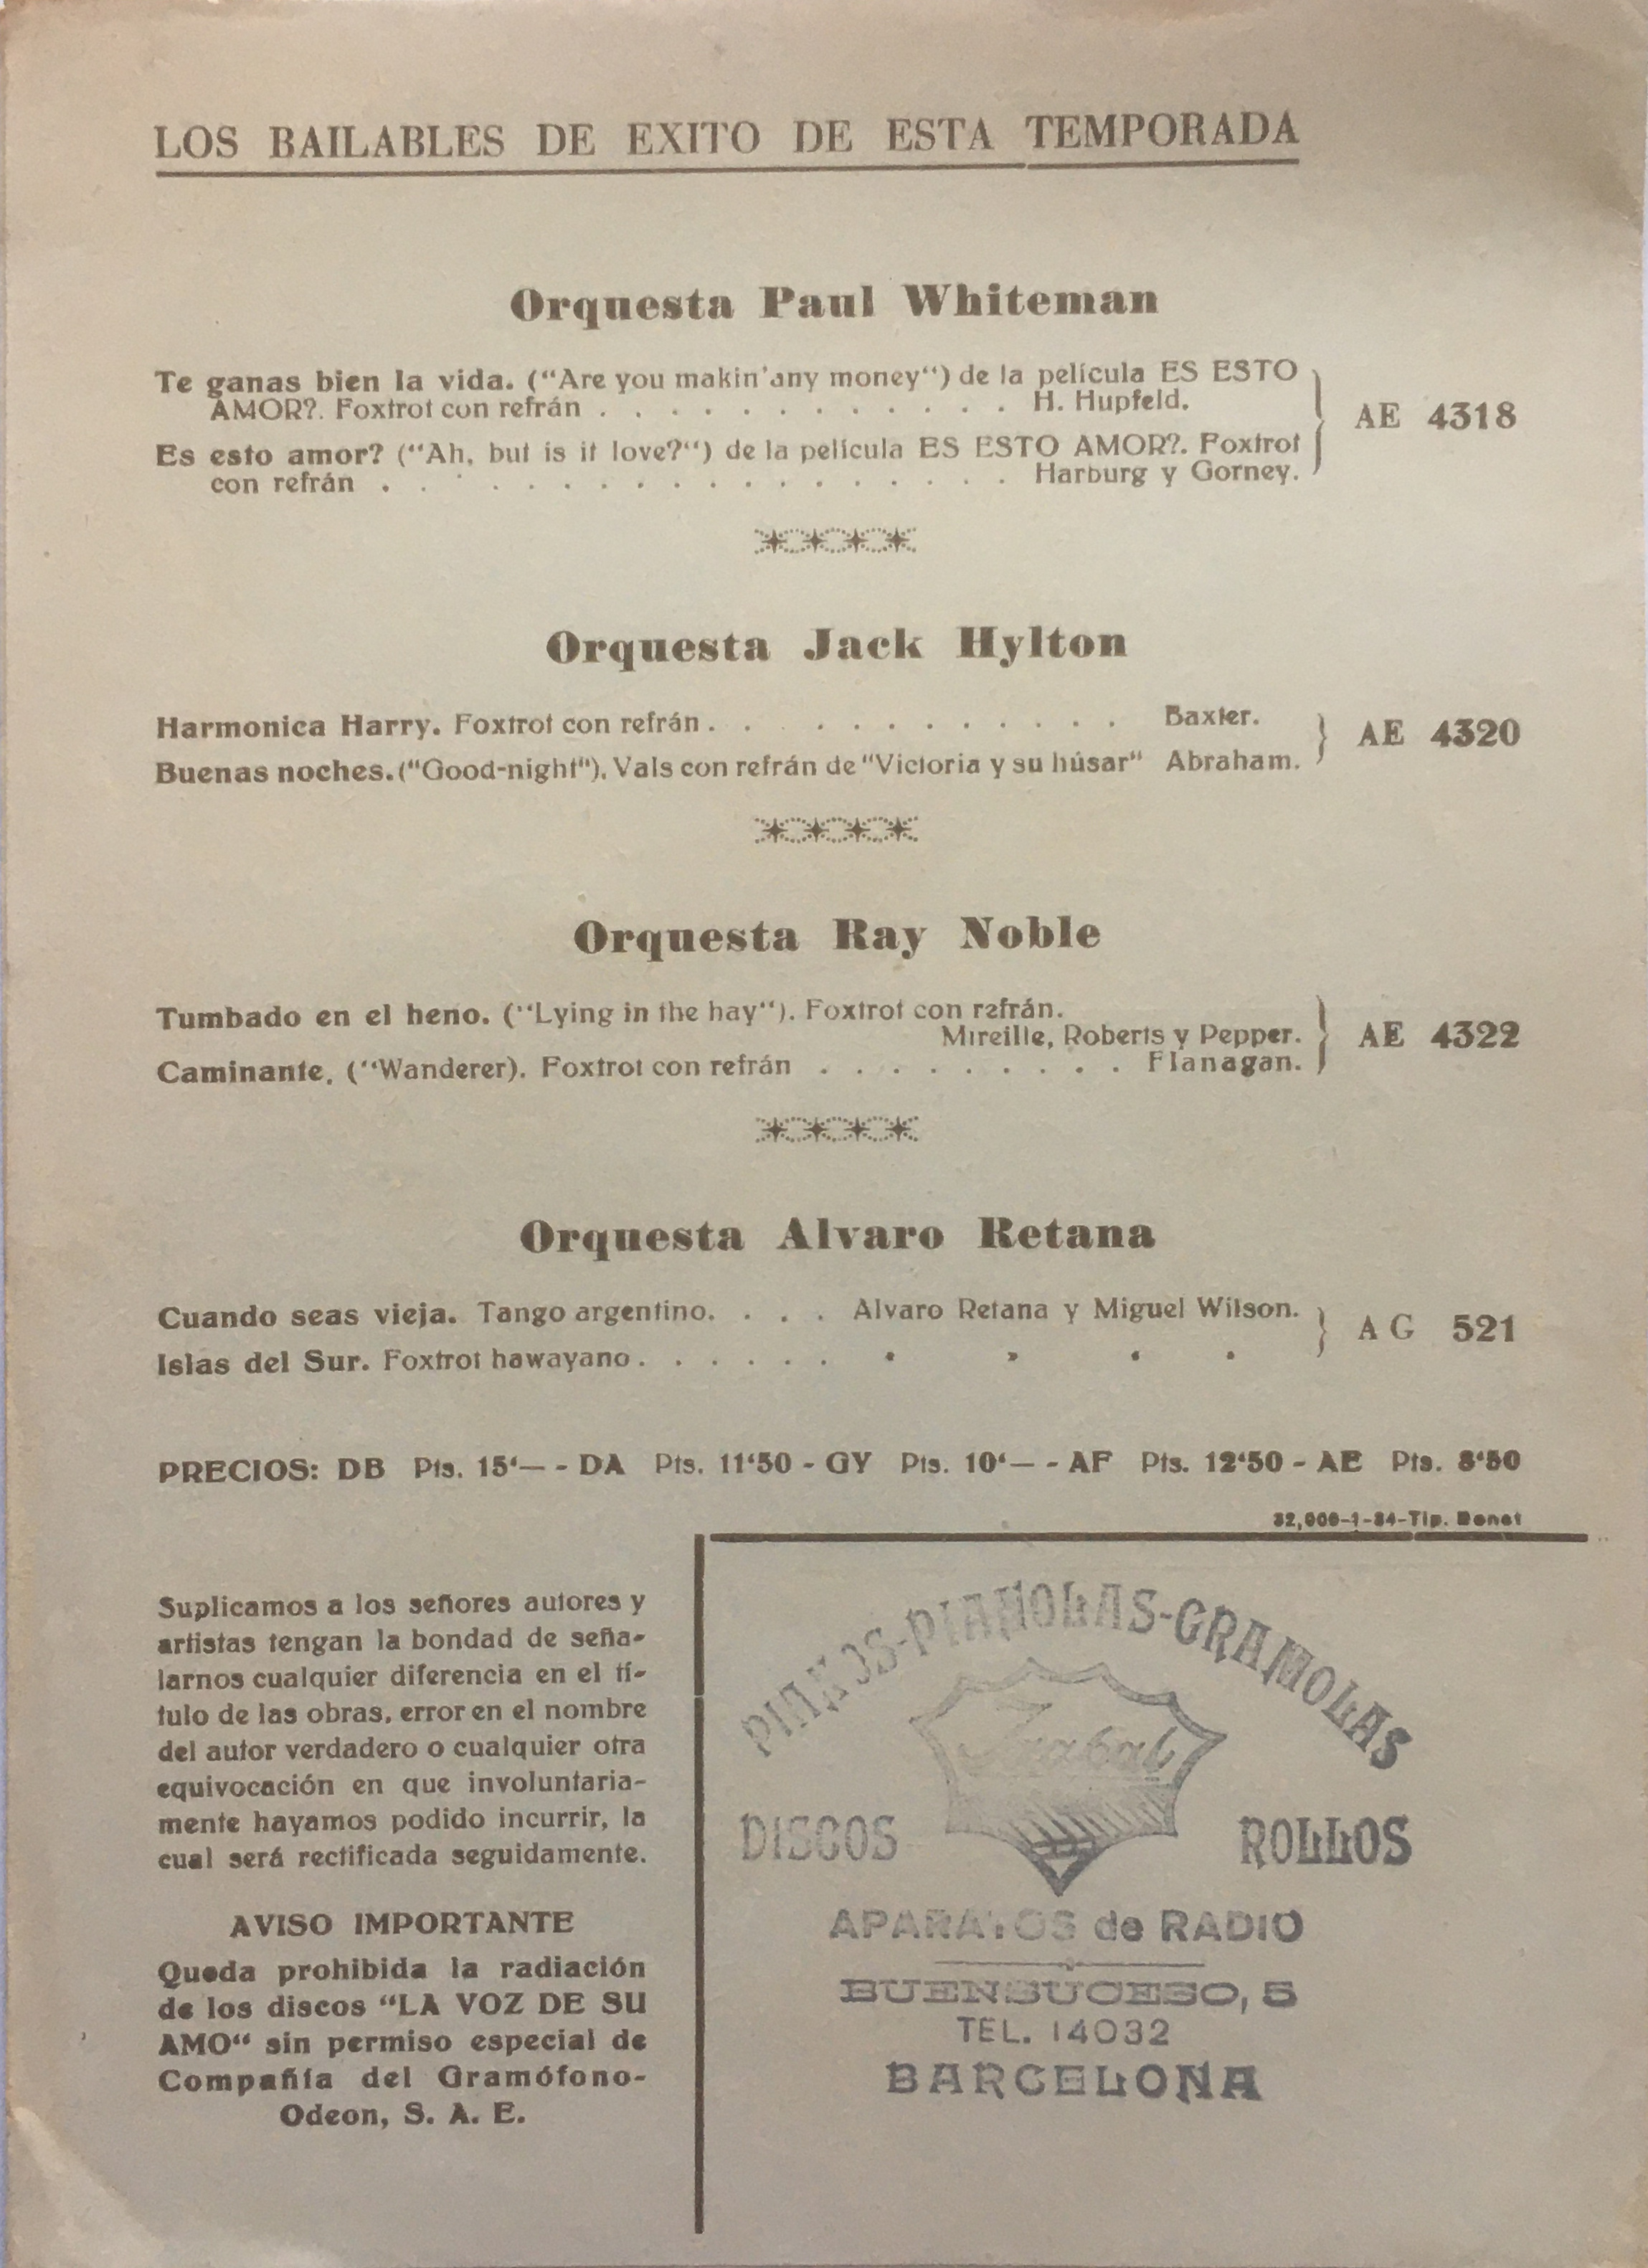 LOS BAILABLES DE EXITO DE ESTA TEMPORADA
Orquesta Paul Whiteman
Te ganas bien la vida. (“Are you makin'any money“) de la película ES ESTO
AMOR?. Foxtrot con refrán . . . . . . . . . . . . H. Hupfeld.
AE 4318
Es esto amor? (“Ah, but is it love?“) de la película ES ESTO AMOR?. Foxtrot
con refrán . . . . . . . . . . . . . . . . . . Harburg y Gorney.
Orquesta Jack Hylton
Harmonica Harry. Foxtrot con refrán . . . . . . . . . . . Baxter.
AE 4320
Buenas noches. (“Good-night“). Vals con refrán de “Victoria y su húsar“ Abraham.
Orquesta Ray Noble
Tumbado en el heno. (“Lying in the hay“). Foxtrot con refrán.
Mireille, Roberts y Pepper.
AE 4322
Caminante. (“Wanderer). Foxtrot con refrán . . . . . . . . . Flanagan.
Orquesta Alvaro Retana
Cuando seas vieja. Tango argentino. . . . Alvaro Retana y Miguel Wilson.
AG 521
Islas del Sur. Foxtrot hawayano . . . . . .
PRECIOS: DB Pts. 15‘— - DA Pts. 11‘50 - GY Pts. 10‘— - AF Pts. 12‘50 - AE Pts. 8‘50
32,000-1-34-Tip. Bonet
Suplicamos a los señores autores y
artistas tengan la bondad de seña-
larnos cualquier diferencia en el tí-
tulo de las obras, error en el nombre
del autor verdadero o cualquier otra
equivocación en que involuntaria-
mente hayamos podido incurrir, la
cual será rectificada seguidamente.
AVISO IMPORTANTE
Queda prohibida la radiación
de los discos “LA VOZ DE SU
AMO“ sin permiso especial de
Compañía del Gramófono-
Odeon, S. A. E.
PIANOS-PIANOLAS-GRAMOLAS
DISCOS
ROLLOS
APARATOS de RADIO
BUENSUCESO, 5
TEL. 14032
BARCELONA